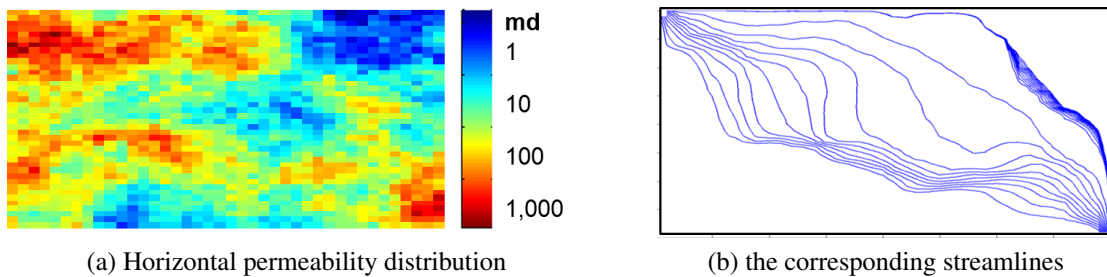 md
1
10
100
1,000
(a) Horizontal permeability distribution
(b) the corresponding streamlines